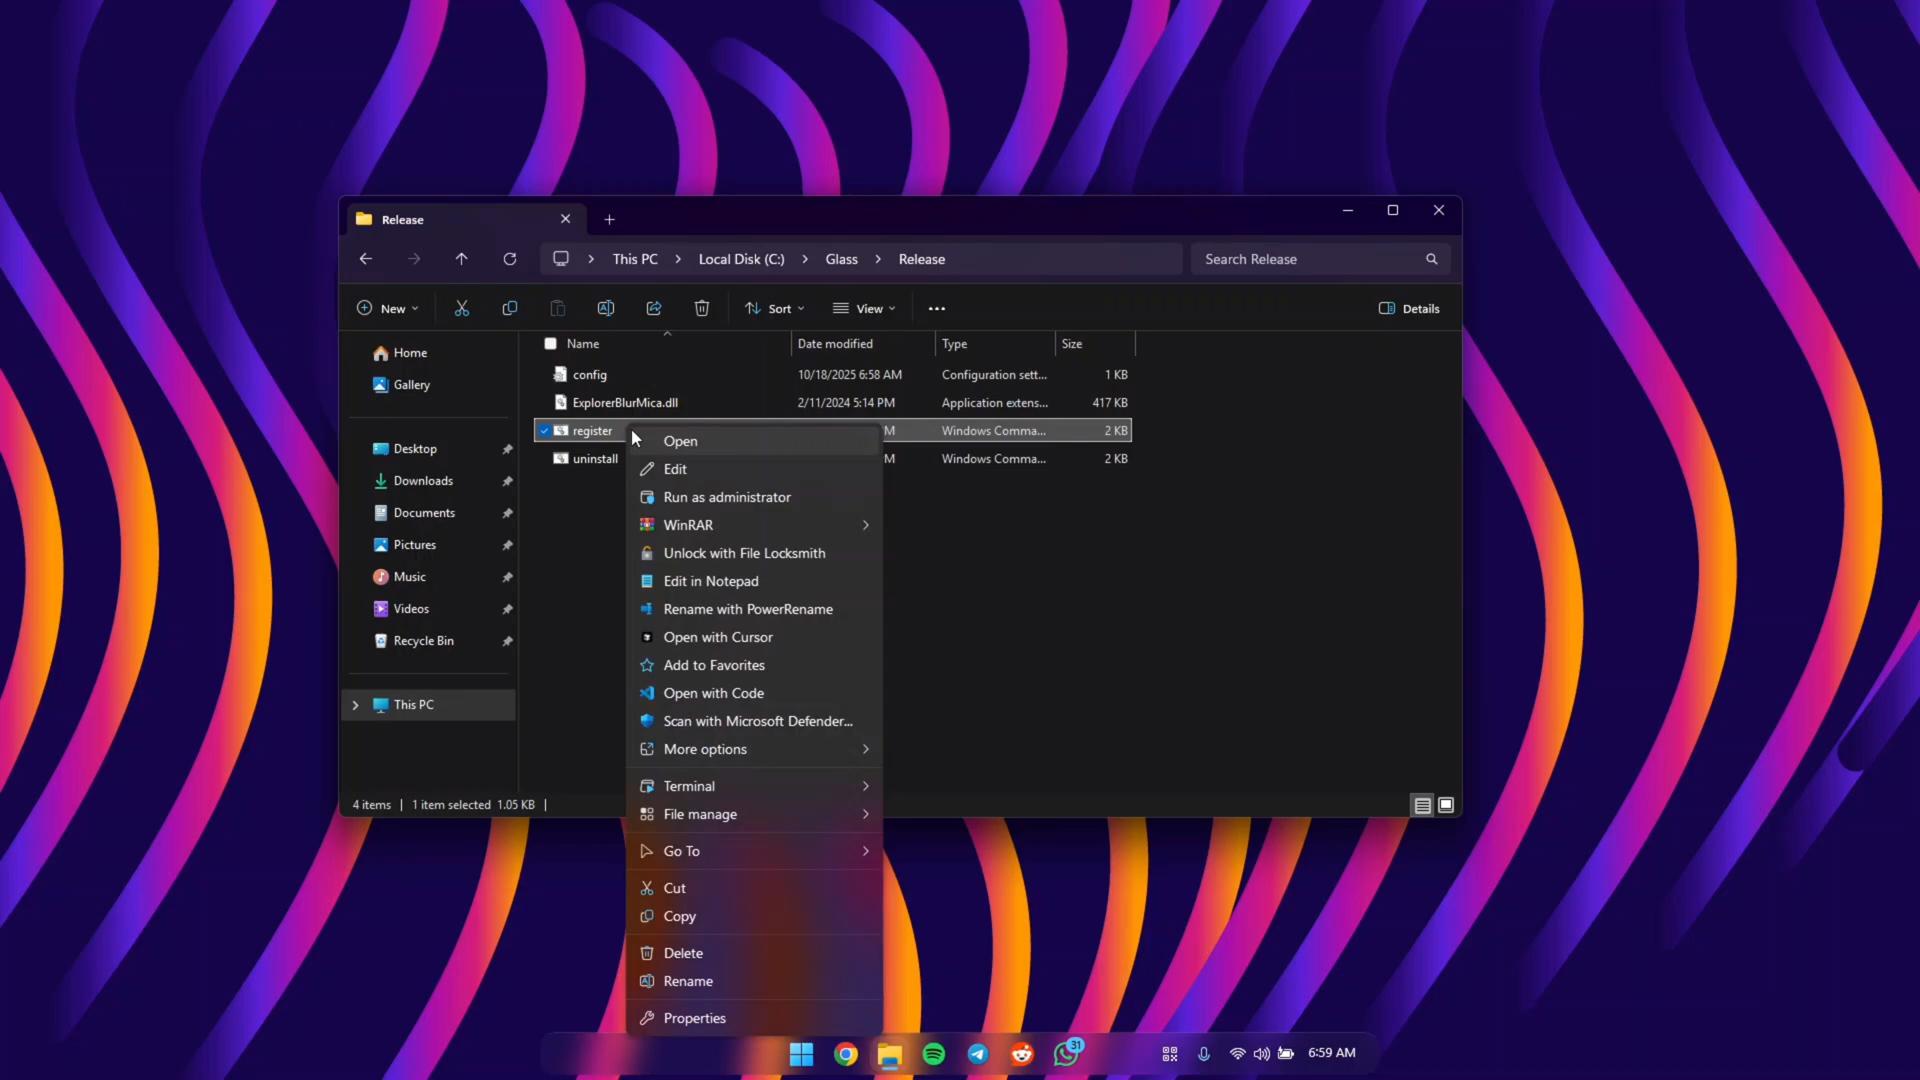 Release
This PC
Local Disk (C:)
Glass
Release
Search Release
New
Sort
View
Details
Name
Date modified
Type
Size
config
10/18/2025 6:58 AM
Configuration sett...
1 KB
ExplorerBlurMica.dll
2/11/2024 5:14 PM
Application extens...
417 KB
register
M
Windows Comma...
2 KB
uninstall
M
Windows Comma...
2 KB
Home
Gallery
Desktop
Downloads
Documents
Pictures
Music
Videos
Recycle Bin
This PC
4 items
1 item selected 1.05 KB
Open
Edit
Run as administrator
WinRAR
Unlock with File Locksmith
Edit in Notepad
Rename with PowerRename
Open with Cursor
Add to Favorites
Open with Code
Scan with Microsoft Defender...
More options
Terminal
File manage
Go To
Cut
Copy
Delete
Rename
Properties
31
6:59 AM